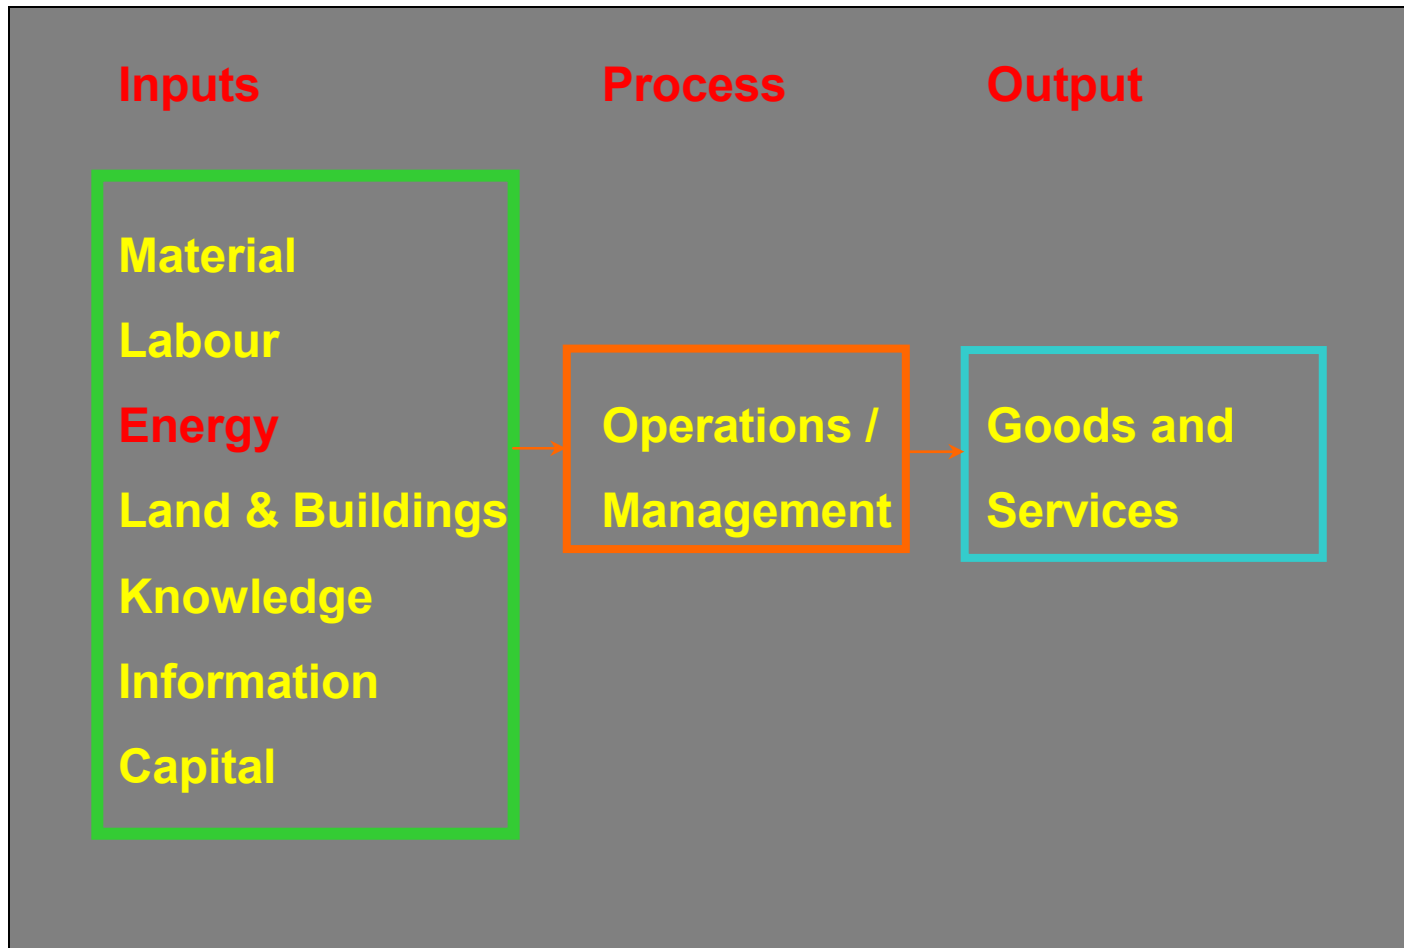 Inputs
Process
Output
Material
Labour
Energy
Land & Buildings
Knowledge
Information
Capital
Operations /
Management
Goods and
Services